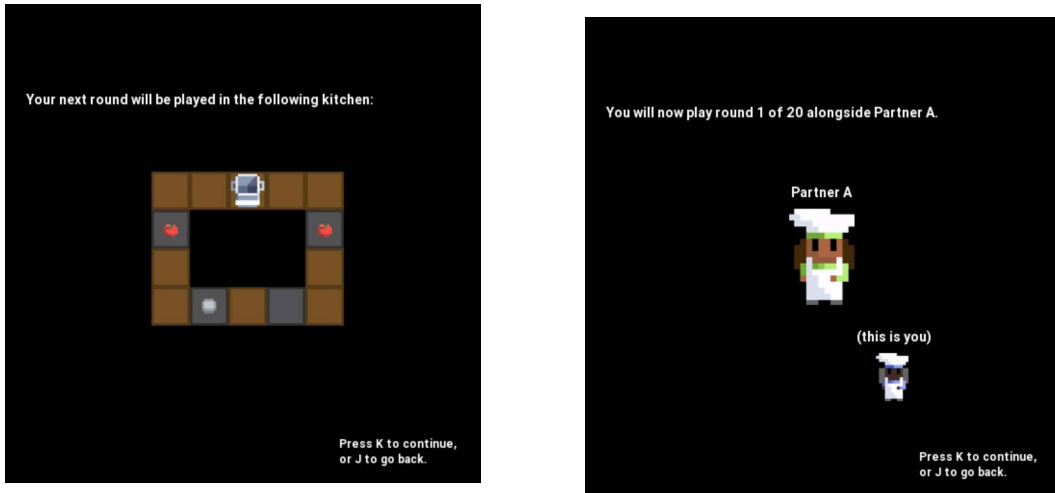 Your next round will be played in the following kitchen:
Press K to continue,
or J to go back.
You will now play round 1 of 20 alongside Partner A.
Partner A
(this is you)
Press K to continue,
or J to go back.